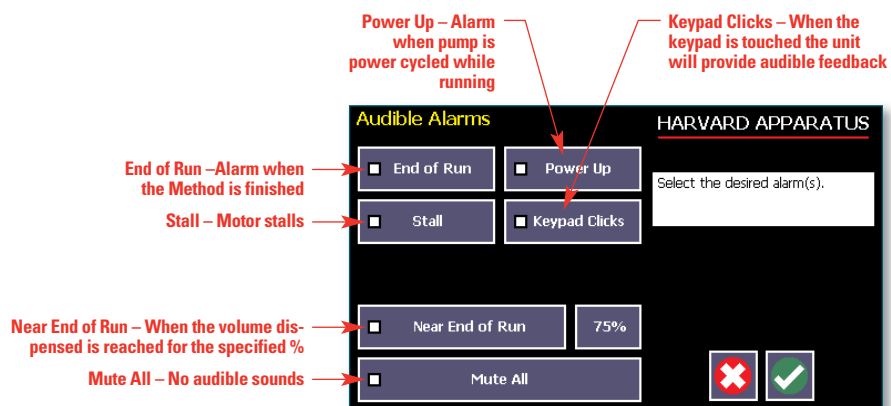 Power Up – Alarm
when pump is
power cycled while
running
Keypad Clicks – When the
keypad is touched the unit
will provide audible feedback
Audible Alarms
HARVARD APPARATUS
End of Run –Alarm when
the Method is finished
End of Run
Power Up
Select the desired alarm(s).
Stall – Motor stalls
Stall
Keypad Clicks
Near End of Run – When the volume dis-
pensed is reached for the specified %
Near End of Run
75%
Mute All – No audible sounds
Mute All